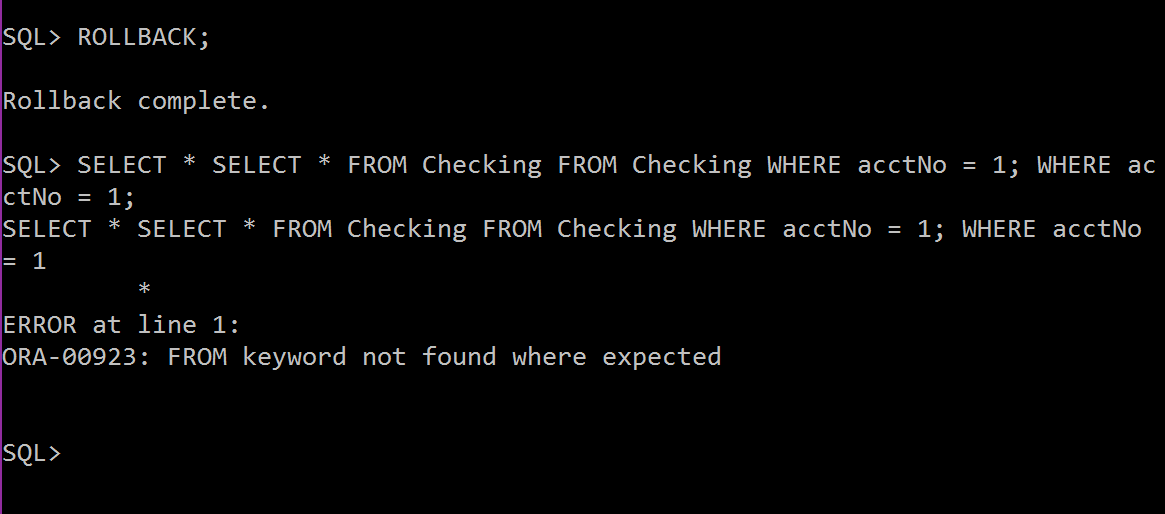 SQL> ROLLBACK;
Rollback complete.
SQL> SELECT * SELECT * FROM Checking FROM Checking WHERE acctNo = 1; WHERE ac
ctNo = 1;
SELECT * SELECT * FROM Checking FROM Checking WHERE acctNo = 1; WHERE acctNo
= 1
*
ERROR at line 1:
ORA-00923: FROM keyword not found where expected
SQL>